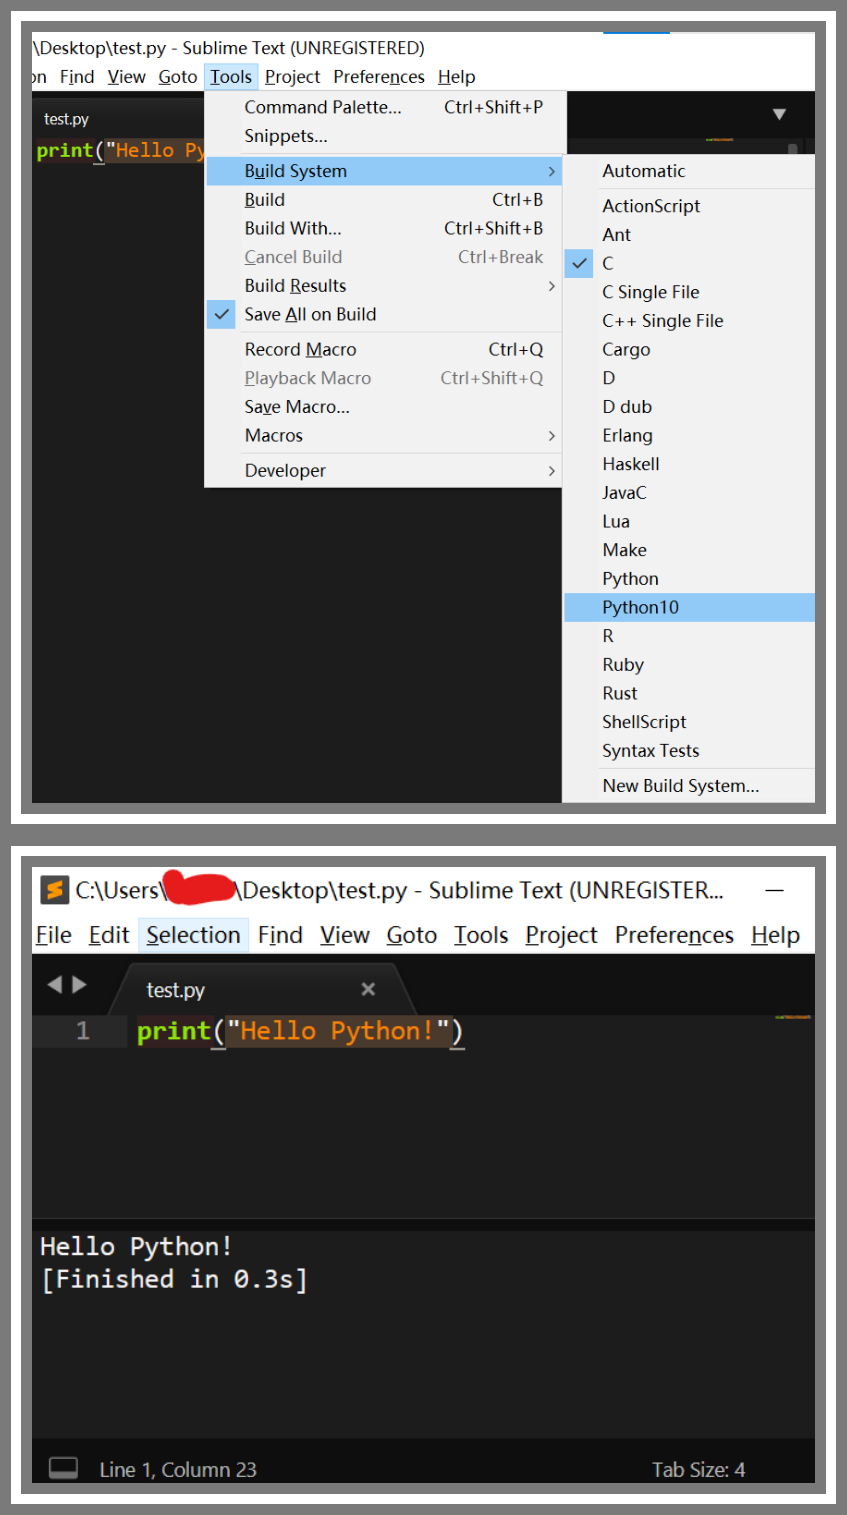 \Desktop\test.py - Sublime Text (UNREGISTERED)
on Find View Goto Tools Project Preferences Help
test.py
print("Hello Py
Command Palette... Ctrl+Shift+P
Snippets...
Build System
Build Ctrl+B
Build With... Ctrl+Shift+B
Cancel Build Ctrl+Break
Build Results
Save All on Build
Record Macro Ctrl+Q
Playback Macro Ctrl+Shift+Q
Save Macro...
Macros
Developer
Automatic
ActionScript
Ant
C
C Single File
C++ Single File
Cargo
D
D dub
Erlang
Haskell
JavaC
Lua
Make
Python
Python10
R
Ruby
Rust
ShellScript
Syntax Tests
New Build System...
C:\Users\ \Desktop\test.py - Sublime Text (UNREGISTER...
File Edit Selection Find View Goto Tools Project Preferences Help
test.py
1 print("Hello Python!")
Hello Python!
[Finished in 0.3s]
Line 1, Column 23 Tab Size: 4